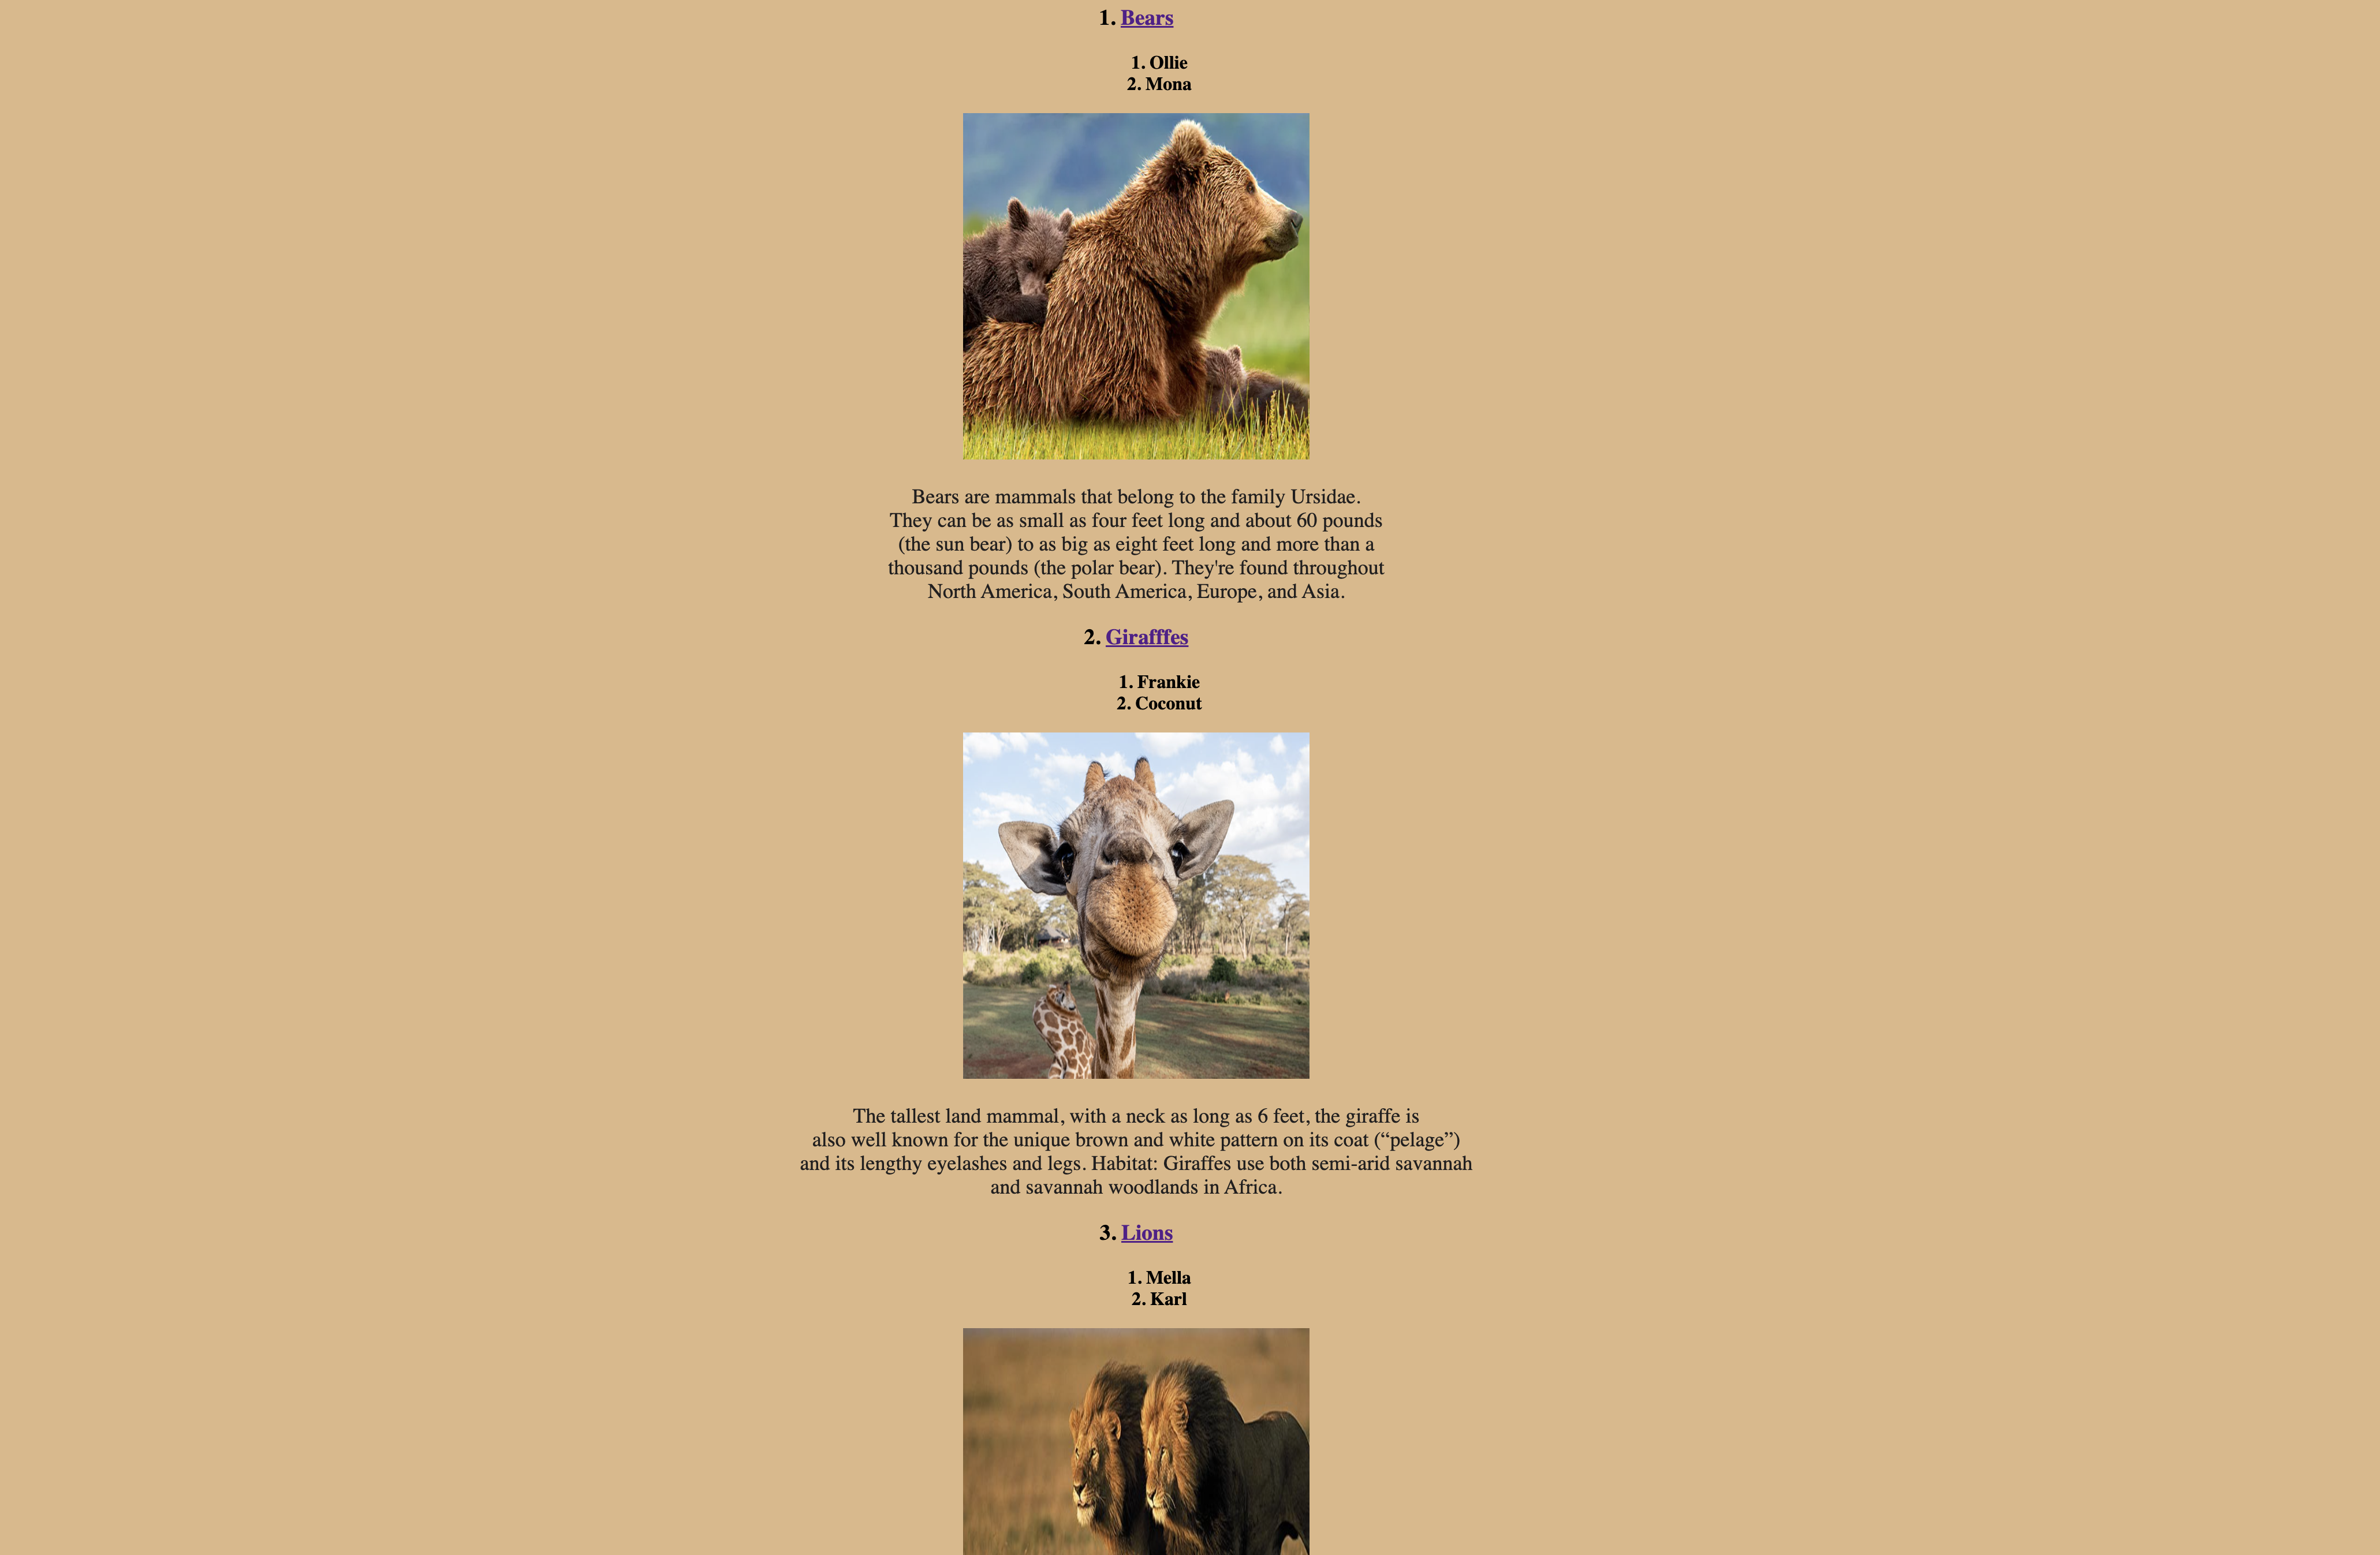 1. Bears
1. Ollie
2. Mona
Bears are mammals that belong to the family Ursidae.
They can be as small as four feet long and about 60 pounds
(the sun bear) to as big as eight feet long and more than a
thousand pounds (the polar bear). They're found throughout
North America, South America, Europe, and Asia.
2. Girafffes
1. Frankie
2. Coconut
The tallest land mammal, with a neck as long as 6 feet, the giraffe is
also well known for the unique brown and white pattern on its coat (“pelage”)
and its lengthy eyelashes and legs. Habitat: Giraffes use both semi-arid savannah
and savannah woodlands in Africa.
3. Lions
1. Mella
2. Karl